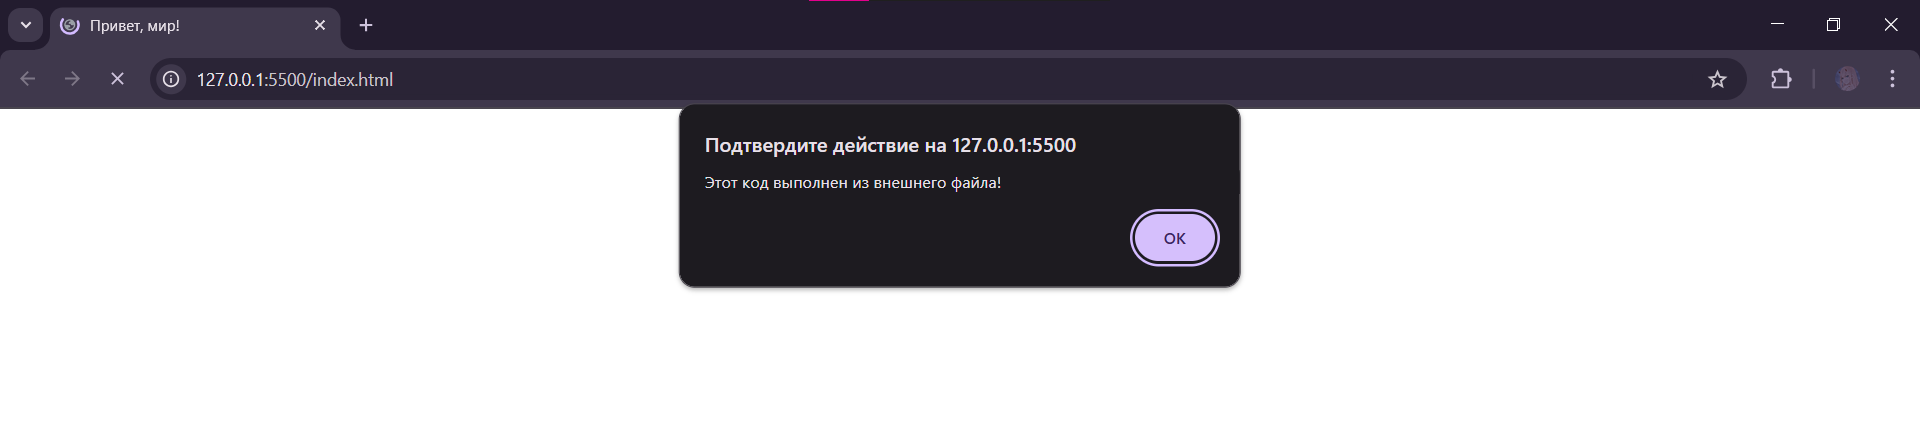 Привет, мир!
127.0.0.1:5500/index.html
Подтвердите действие на 127.0.0.1:5500
Этот код выполнен из внешнего файла!
ОК